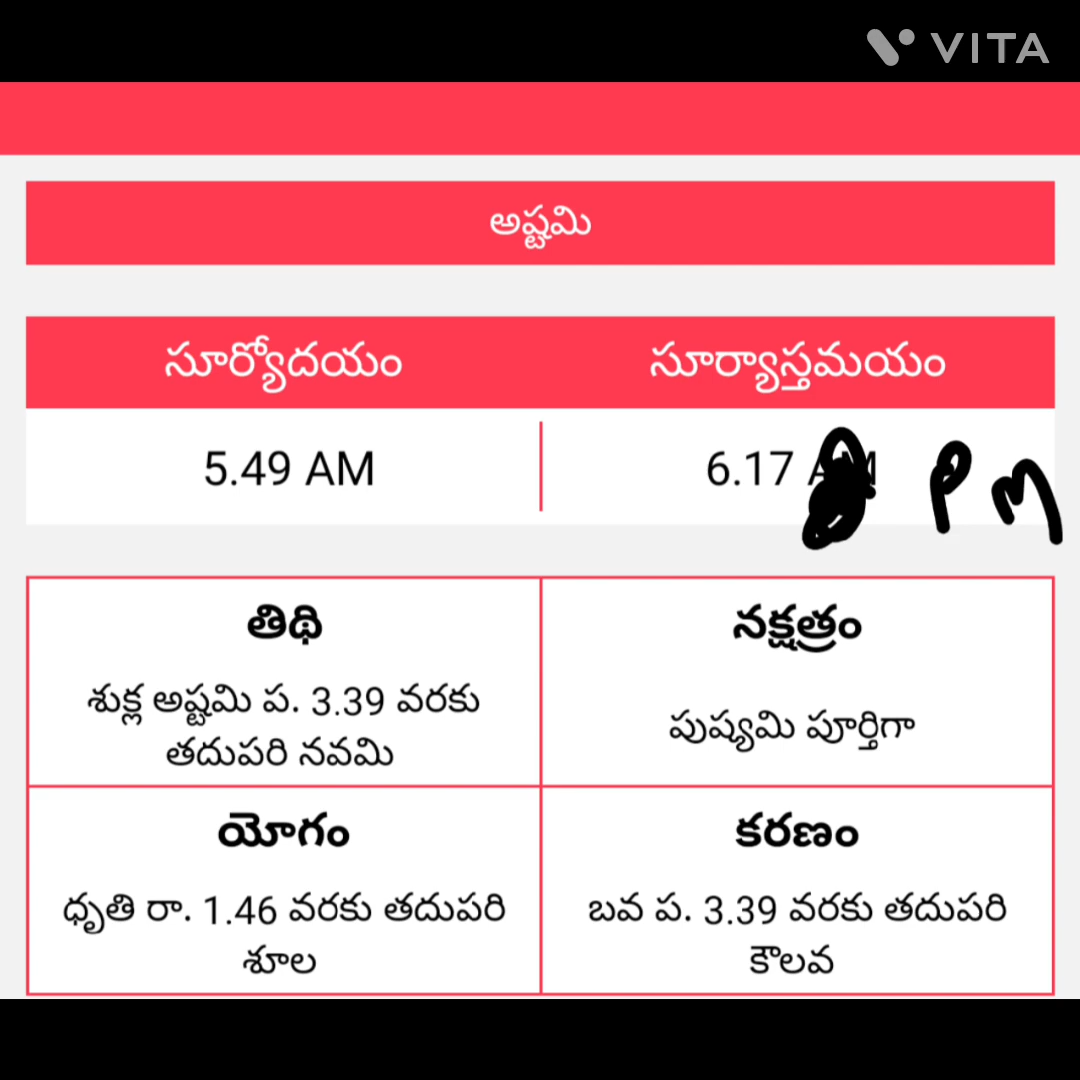 VITA
అష్టమి
సూర్యోదయం సూర్యాస్తమయం
5.49 AM 6.17 AM PM
తిథి
శుక్ల అష్టమి ప. 3.39 వరకు
తదుపరి నవమి
నక్షత్రం
పుష్యమి పూర్తిగా
యోగం
ధృతి రా. 1.46 వరకు తదుపరి
శూల
కరణం
బవ ప. 3.39 వరకు తదుపరి
కౌలవ